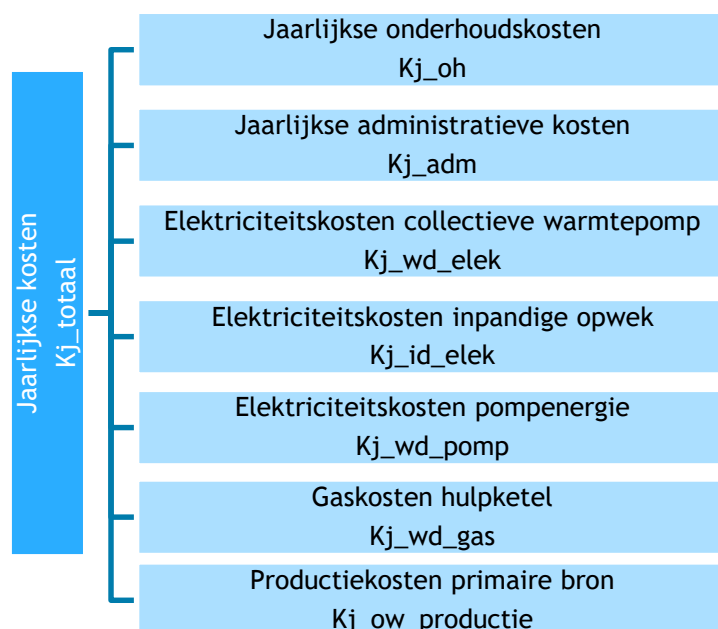 Jaarlijkse kosten
Kj_totaal
Jaarlijkse onderhoudskosten
Kj_oh
Jaarlijkse administratieve kosten
Kj_adm
Elektriciteitskosten collectieve warmtepomp
Kj_wd_elek
Elektriciteitskosten inpandige opwek
Kj_id_elek
Elektriciteitskosten pompenergie
Kj_wd_pomp
Gaskosten hulpketel
Kj_wd_gas
Productiekosten primaire bron
Kj_ow_productie